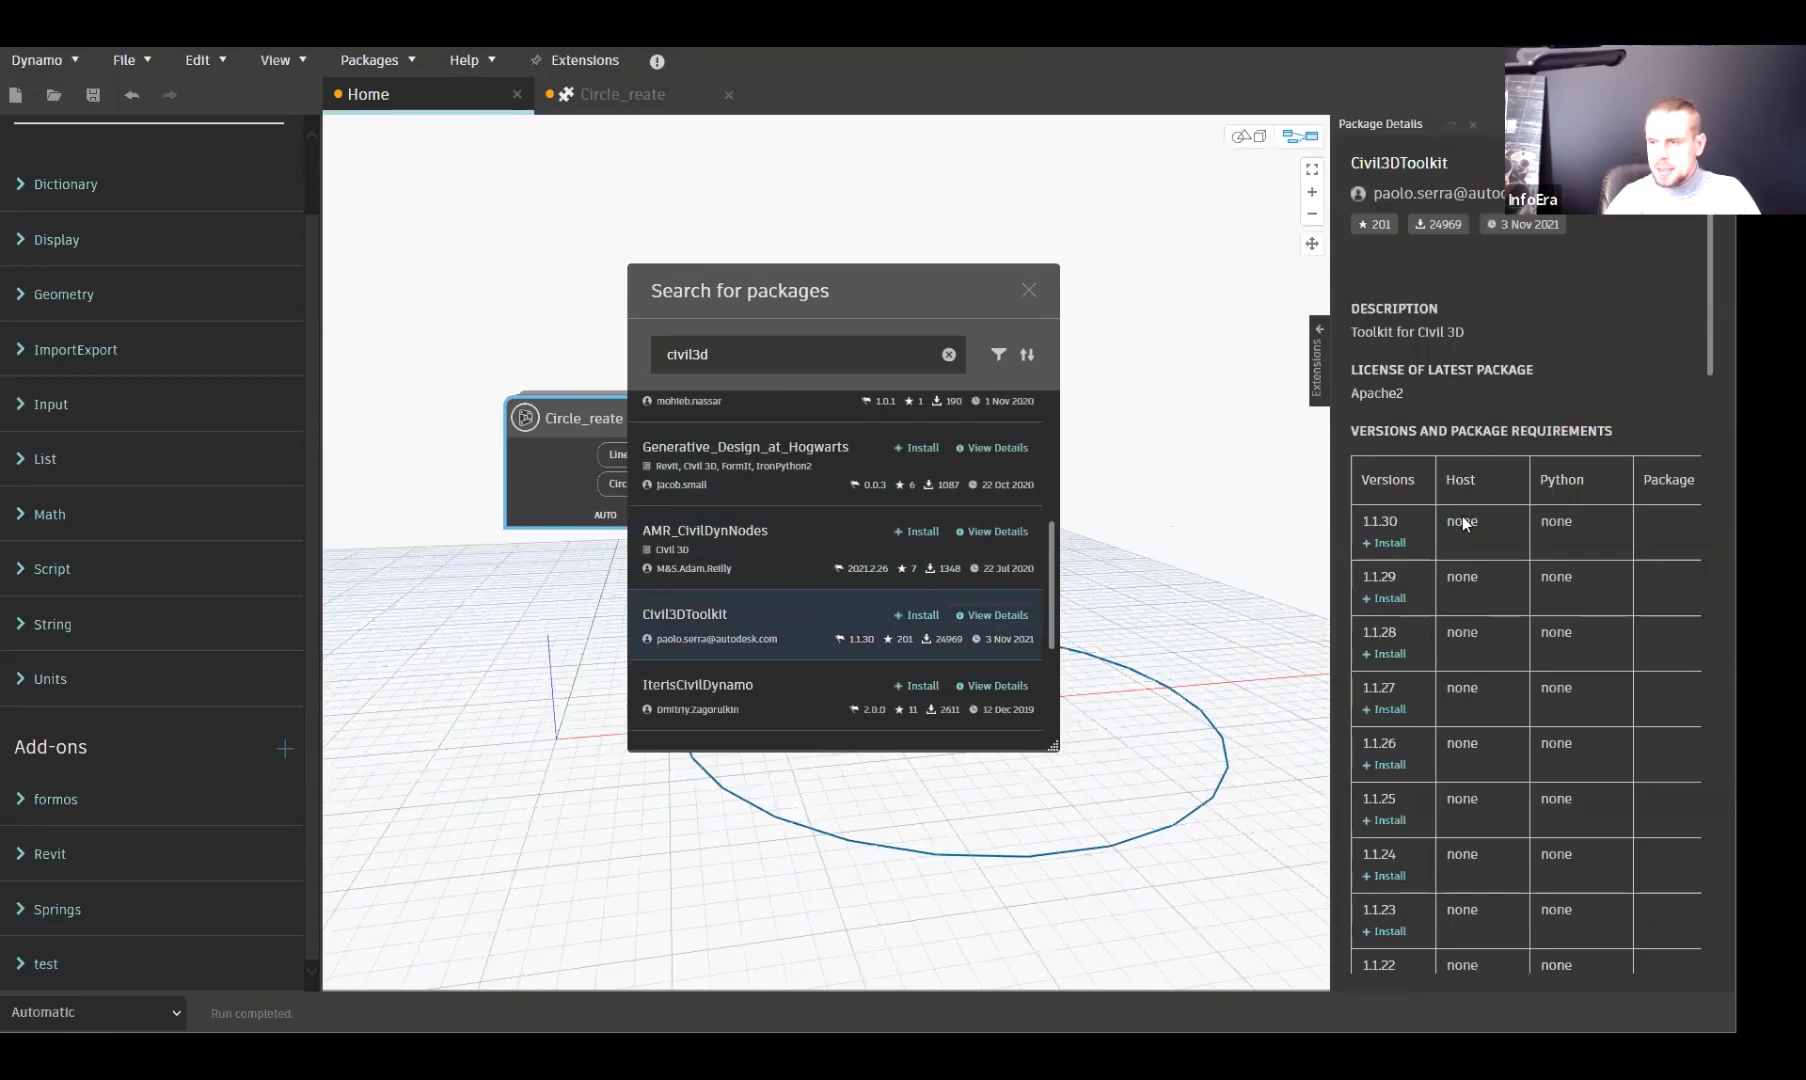 Dynamo File Edit View Packages Help Extensions
Home Circle_reate
Dictionary
Display
Geometry
ImportExport
Input
List
Math
Script
String
Units
Add-ons
formos
Revit
Springs
test
Automatic Run completed.
Circle_reate
Line
Circ
AUTO
Search for packages
civil3d
mohieb.nassar 1.0.1 1 190 1 Nov 2020
Generative_Design_at_Hogwarts + Install View Details
Revit, Civil 3D, FormIt, IronPython2
jacob.small 0.0.3 6 1087 22 Oct 2020
AMR_CivilDynNodes + Install View Details
Civil 3D
M&S.Adam.Reilly 2021.2.26 7 1348 22 Jul 2020
Civil3DToolkit + Install View Details
paolo.serra@autodesk.com 1.1.30 201 24969 3 Nov 2021
IterisCivilDynamo + Install View Details
Dmitriy.Zagorulkin 2.0.0 11 2611 12 Dec 2019
Extensions
Package Details
Civil3DToolkit
paolo.serra@autod
201 24969 3 Nov 2021
InfoEra
DESCRIPTION
Toolkit for Civil 3D
LICENSE OF LATEST PACKAGE
Apache2
VERSIONS AND PACKAGE REQUIREMENTS
Versions Host Python Package
1.1.30 none none
+ Install
1.1.29 none none
+ Install
1.1.28 none none
+ Install
1.1.27 none none
+ Install
1.1.26 none none
+ Install
1.1.25 none none
+ Install
1.1.24 none none
+ Install
1.1.23 none none
+ Install
1.1.22 none none